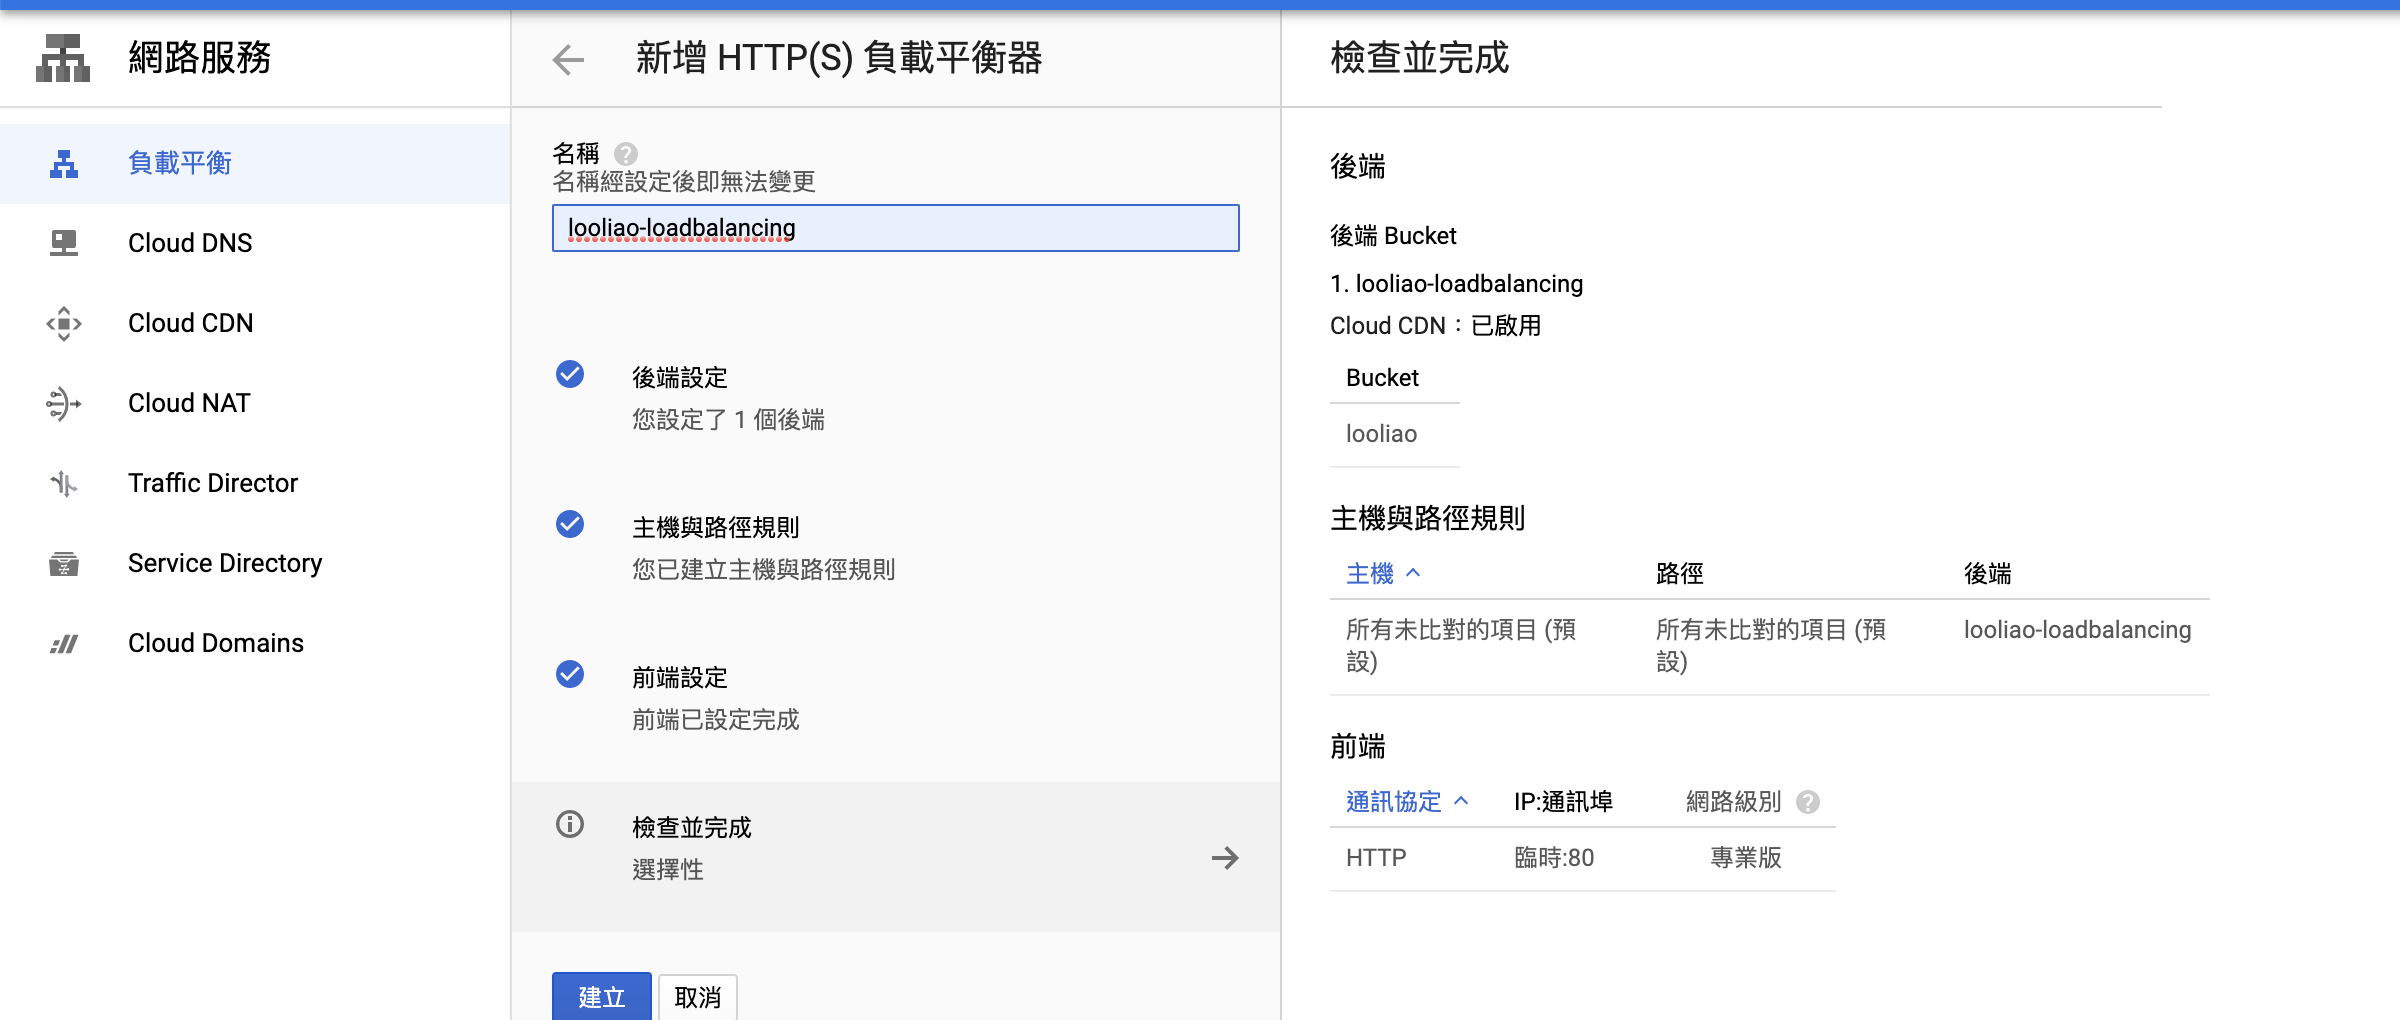 網路服務
負載平衡
Cloud DNS
Cloud CDN
Cloud NAT
Traffic Director
Service Directory
Cloud Domains
新增 HTTP(S) 負載平衡器
名稱
名稱經設定後即無法變更
looliao-loadbalancing
後端設定
您設定了 1 個後端
主機與路徑規則
您已建立主機與路徑規則
前端設定
前端已設定完成
檢查並完成
選擇性
建立 取消
檢查並完成
後端
後端 Bucket
1. looliao-loadbalancing
Cloud CDN：已啟用
Bucket
looliao
主機與路徑規則
主機 路徑 後端
所有未比對的項目 (預 所有未比對的項目 (預 looliao-loadbalancing
設) 設)
前端
通訊協定 IP:通訊埠 網路級別
HTTP 臨時:80 專業版